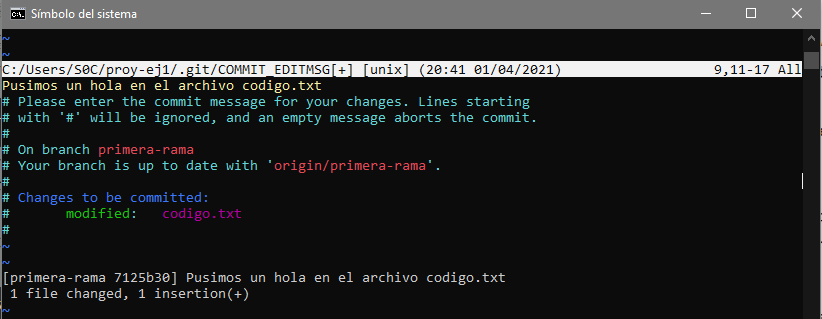 Símbolo del sistema
~
~
C:/Users/S0C/proy-ej1/.git/COMMIT_EDITMSG[+] [unix] (20:41 01/04/2021) 9,11-17 All
Pusimos un hola en el archivo codigo.txt
# Please enter the commit message for your changes. Lines starting
# with '#' will be ignored, and an empty message aborts the commit.
#
# On branch primera-rama
# Your branch is up to date with 'origin/primera-rama'.
#
# Changes to be committed:
#       modified:   codigo.txt
#
~
~
[primera-rama 7125b30] Pusimos un hola en el archivo codigo.txt
 1 file changed, 1 insertion(+)
~